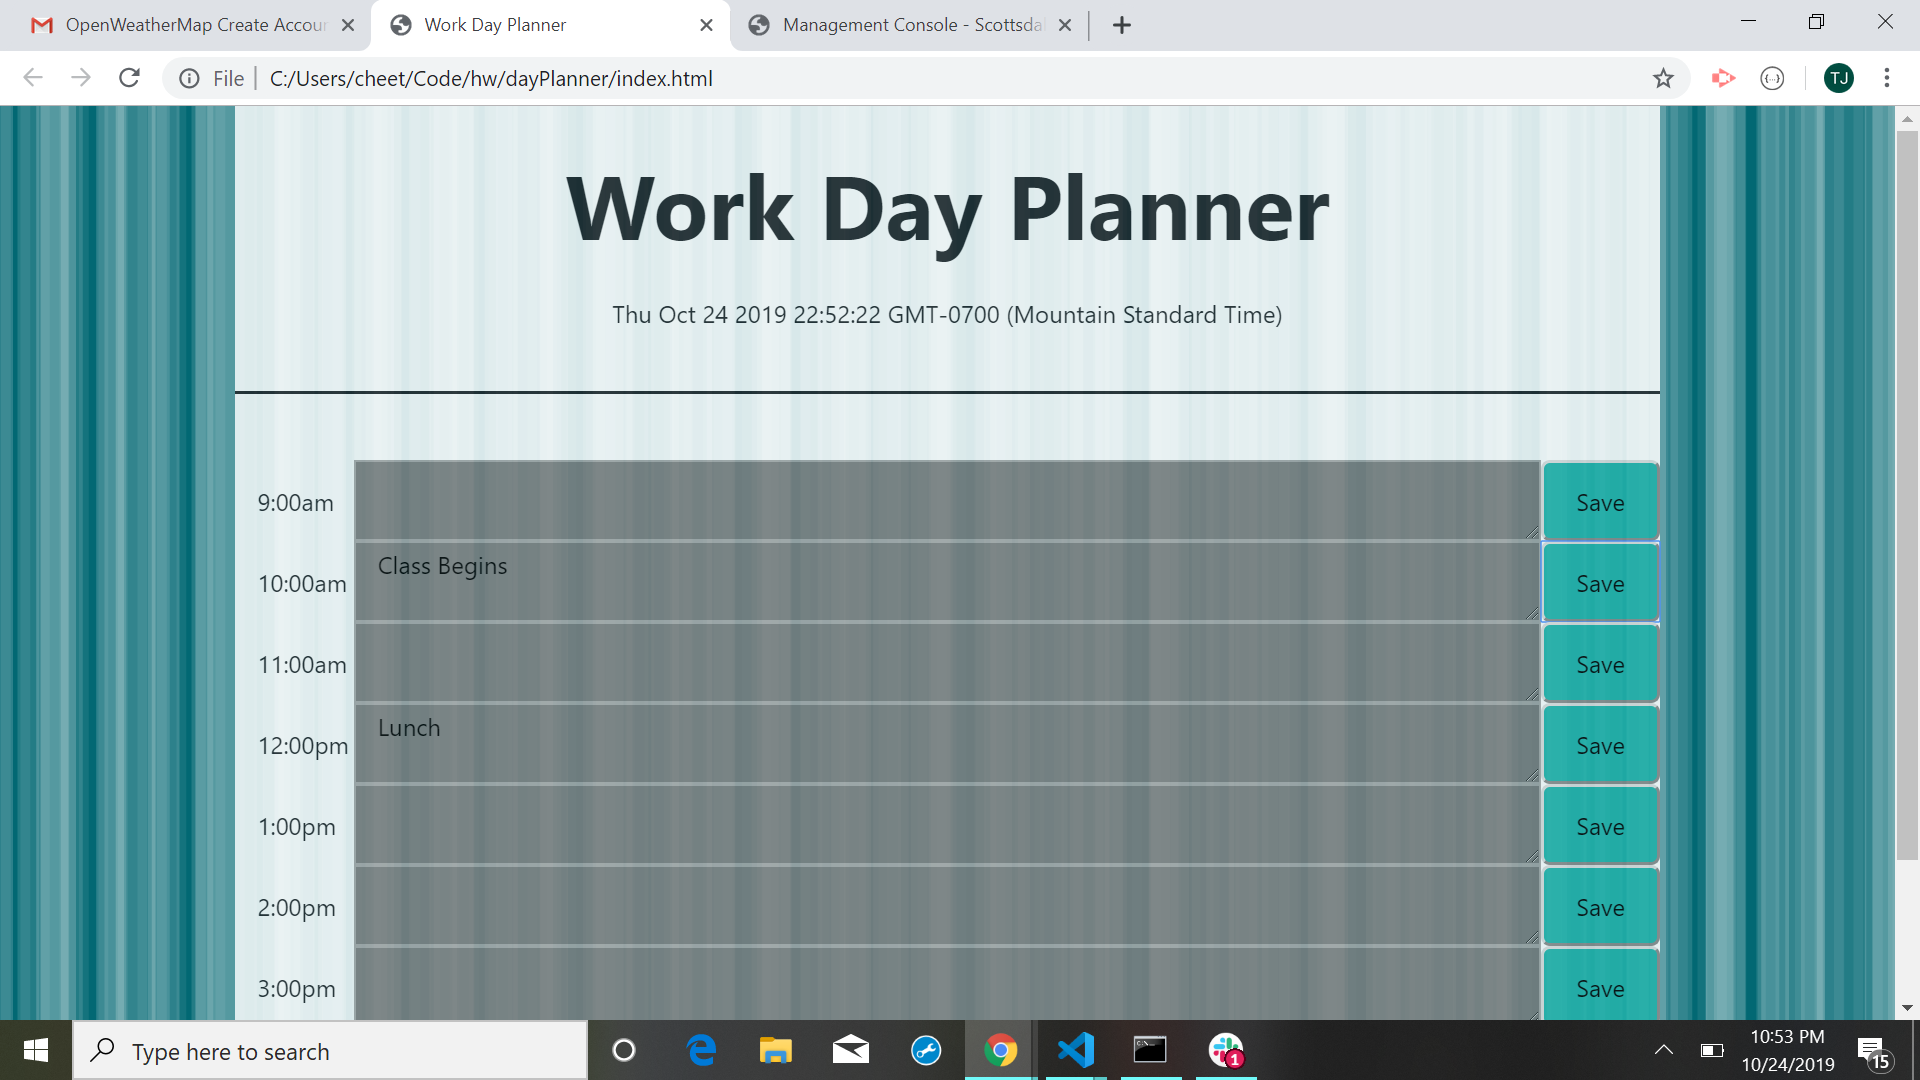 OpenWeatherMap Create Accour
Work Day Planner
Management Console - Scottsda
File
C:/Users/cheet/Code/hw/dayPlanner/index.html
TJ
Work Day Planner
Thu Oct 24 2019 22:52:22 GMT-0700 (Mountain Standard Time)
9:00am
Save
Class Begins
10:00am
Save
11:00am
Save
Lunch
12:00pm
Save
1:00pm
Save
2:00pm
Save
3:00pm
Save
Type here to search
1
10:53 PM
10/24/2019
15